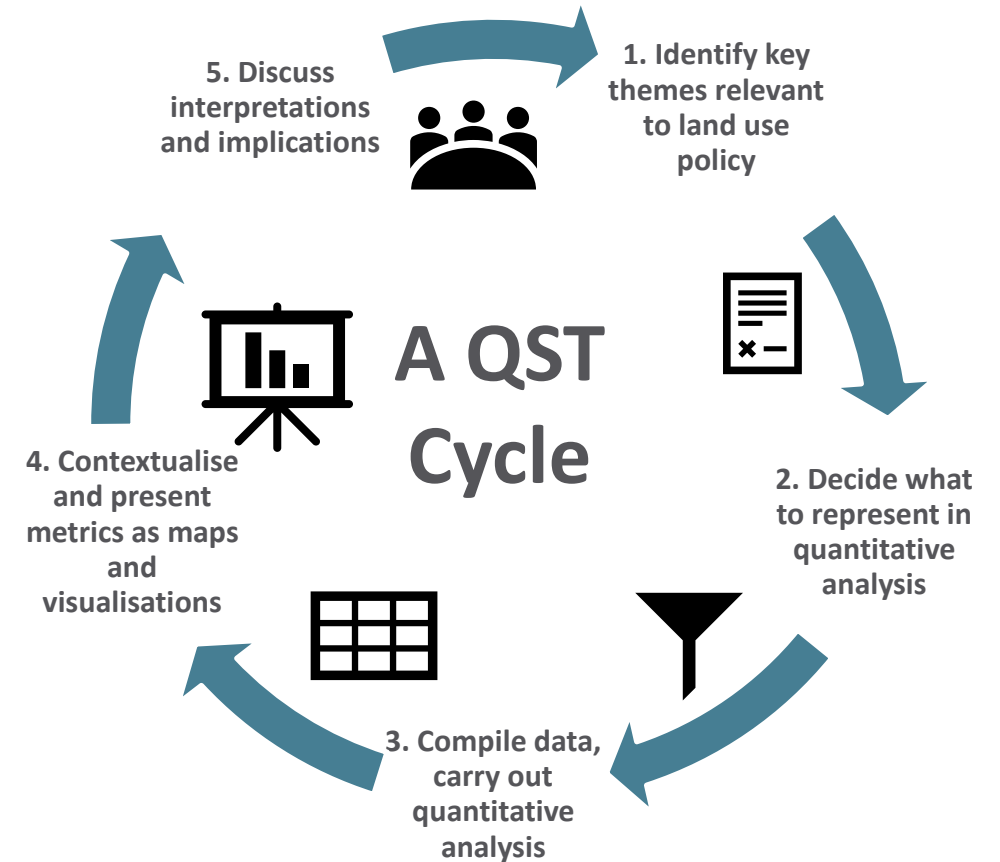 A QST
Cycle
1. Identify key
themes relevant
to land use
policy
2. Decide what
to represent in
quantitative
analysis
3. Compile data,
carry out
quantitative
analysis
4. Contextualise
and present
metrics as maps
and
visualisations
5. Discuss
interpretations
and implications